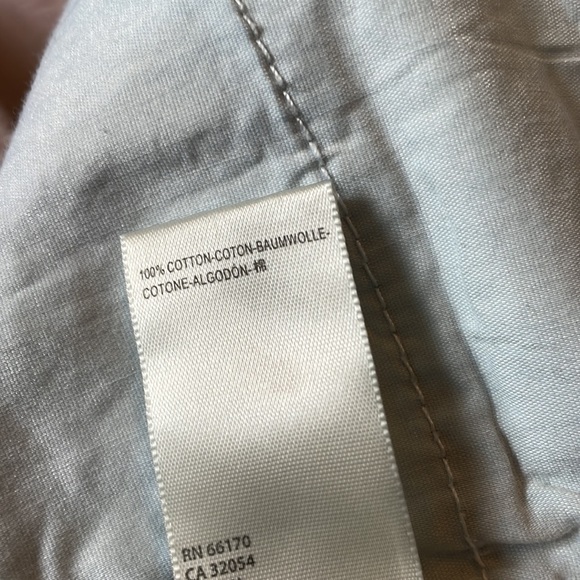 100% COTTON-COTON-BAUMWOLLE-
COTONE-ALGODÓN-棉
RN 66170
CA 32054